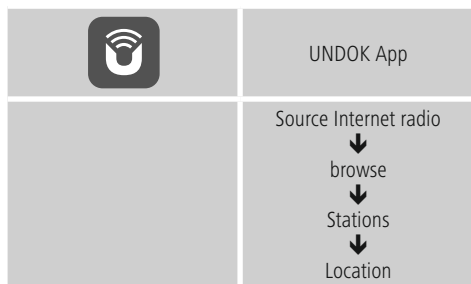 UNDOK App
Source Internet radio
🡻
browse
🡻
Stations
🡻
Location